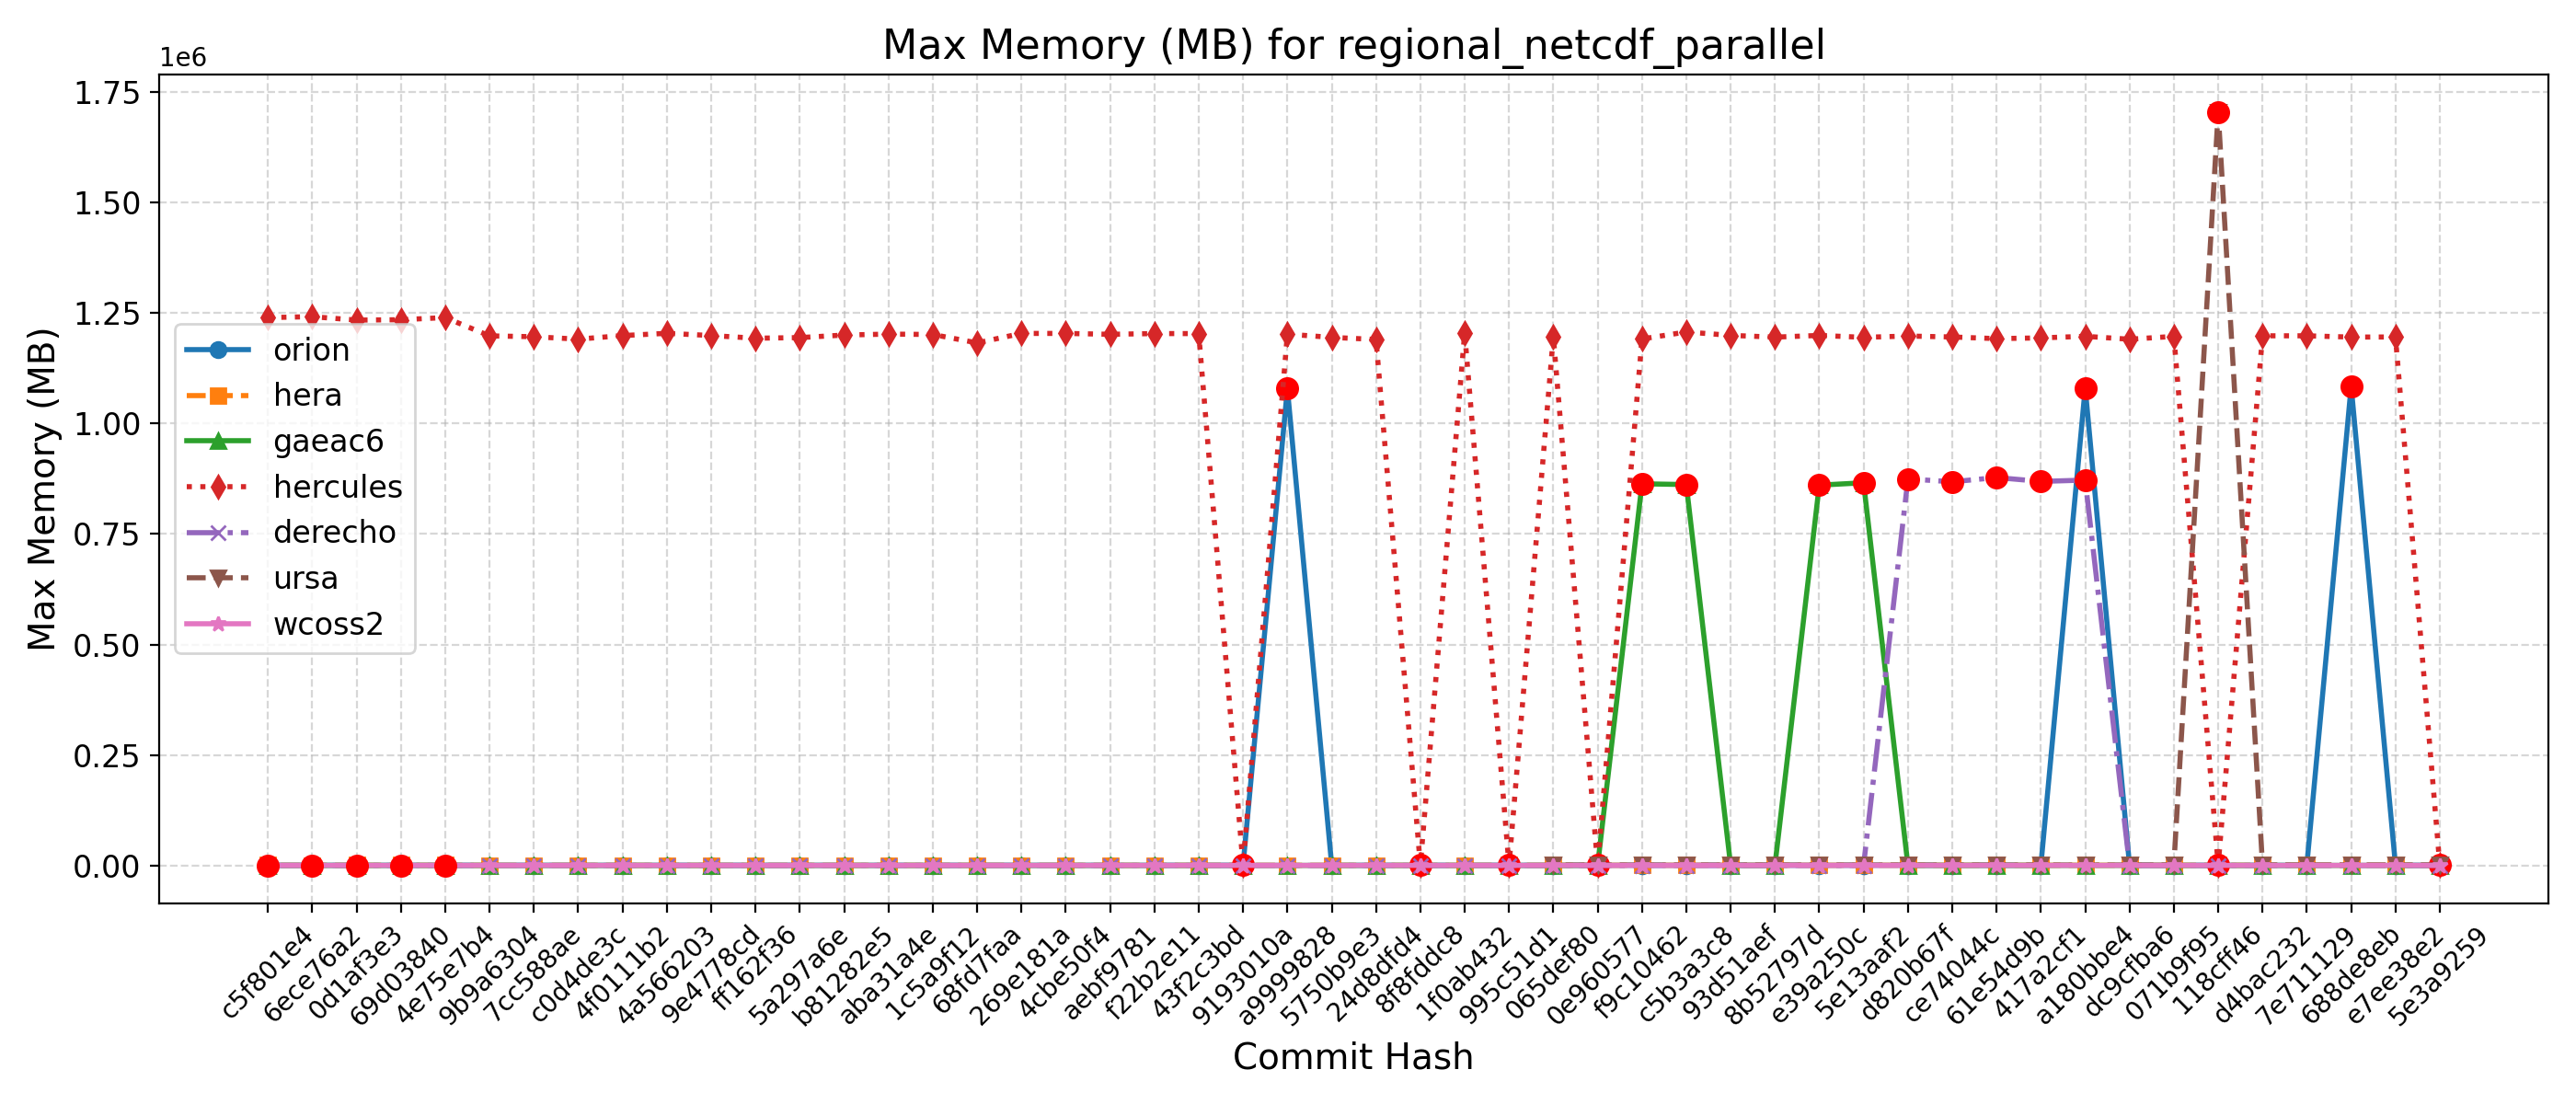 Max Memory (MB) for regional_netcdf_parallel
1e6
1.75
1.50
1.25
1.00
0.75
0.50
0.25
0.00
Max Memory (MB)
orion
hera
gaeac6
hercules
derecho
ursa
wcoss2
c5f801e4
6ece76a2
0d1af3e3
69d03840
4e75e7b4
9b9a6304
7cc588ae
c0d4de3c
4f0111b2
4a566203
9e4778cd
ff162f36
5a297a6e
b81282e5
aba31a4e
1c5a9f12
68fd7faa
269e181a
4cbe50f4
aebf9781
f22b2e11
43f2c3bd
9193010a
a9999828
5750b9e3
24d8dfd4
8f8fddc8
1f0ab432
995c51d1
065def80
0e960577
f9c10462
c5b3a3c8
93d51aef
8b52797d
e39a250c
5e13aaf2
d820b67f
ce74044c
61e54d9b
417a2cf1
a180bbe4
dc9cfba6
071b9f95
118cff46
d4bac232
7e711129
688de8eb
e7ee38e2
5e3a9259
Commit Hash